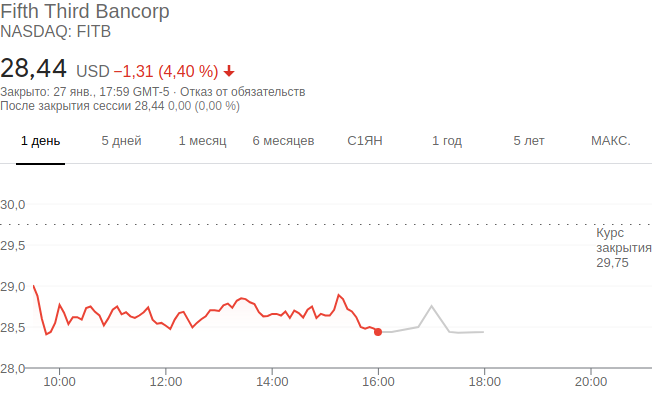 Fifth Third Bancorp
NASDAQ: FITB
28,44 USD −1,31 (4,40 %)
Закрыто: 27 янв., 17:59 GMT-5 · Отказ от обязательств
После закрытия сессии 28,44 0,00 (0,00 %)
1 день 5 дней 1 месяц 6 месяцев С1ЯН 1 год 5 лет МАКС.
30,0
Курс
закрытия
29,75
29,5
29,0
28,5
28,0
10:00 12:00 14:00 16:00 18:00 20:00